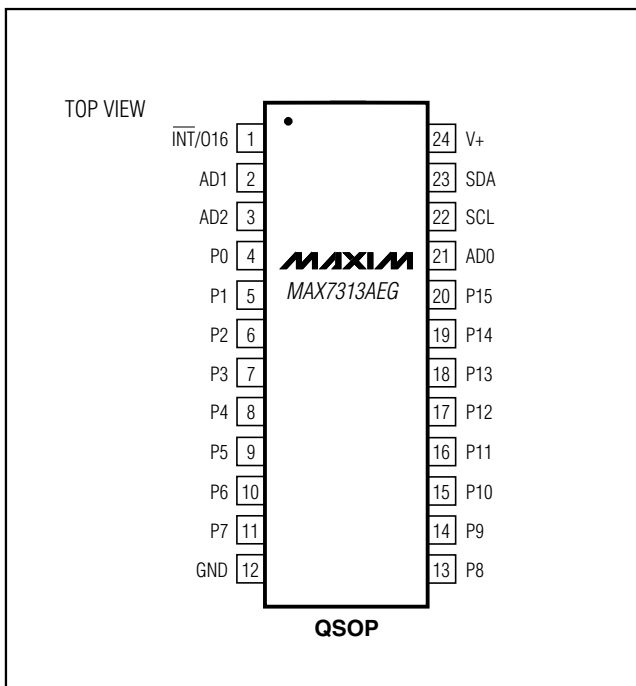 TOP VIEW
I̅N̅T̅/O16 1
AD1 2
AD2 3
P0 4
P1 5
P2 6
P3 7
P4 8
P5 9
P6 10
P7 11
GND 12
MAXIM
MAX7313AEG
24 V+
23 SDA
22 SCL
21 AD0
20 P15
19 P14
18 P13
17 P12
16 P11
15 P10
14 P9
13 P8
QSOP